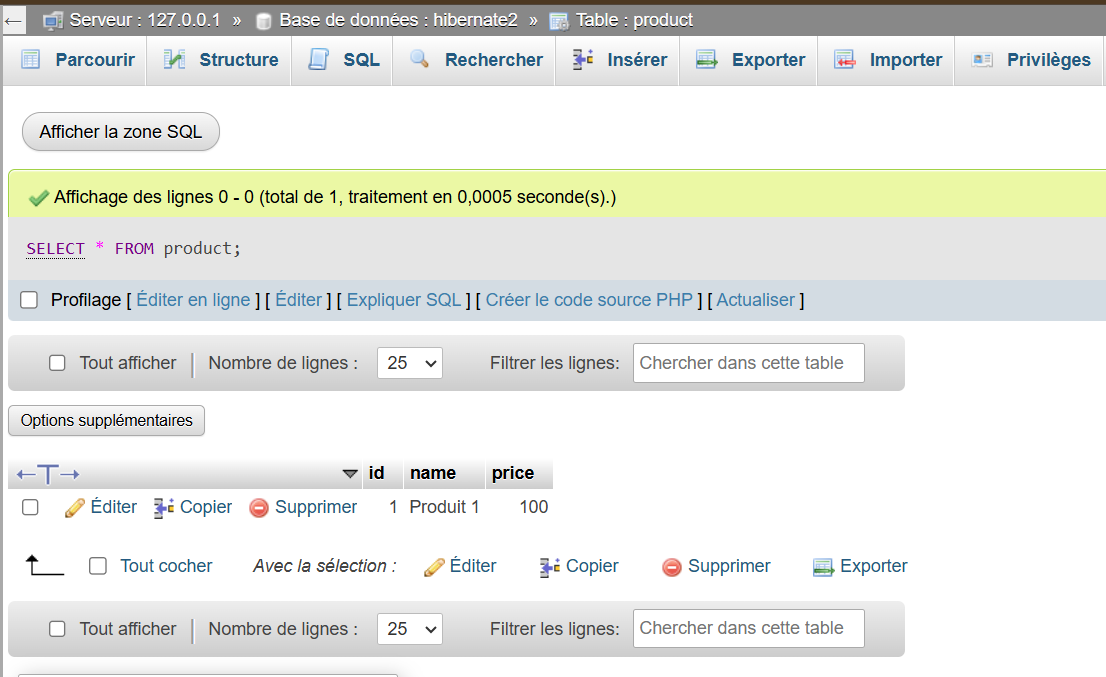 ← Serveur : 127.0.0.1 » Base de données : hibernate2 » Table : product
Parcourir Structure SQL Rechercher Insérer Exporter Importer Privilèges
Afficher la zone SQL
Affichage des lignes 0 - 0 (total de 1, traitement en 0,0005 seconde(s).)
SELECT * FROM product;
Profilage [ Éditer en ligne ] [ Éditer ] [ Expliquer SQL ] [ Créer le code source PHP ] [ Actualiser ]
Tout afficher Nombre de lignes : 25 Filtrer les lignes: Chercher dans cette table
Options supplémentaires
←T→ id name price
Éditer Copier Supprimer 1 Produit 1 100
Tout cocher Avec la sélection : Éditer Copier Supprimer Exporter
Tout afficher Nombre de lignes : 25 Filtrer les lignes: Chercher dans cette table